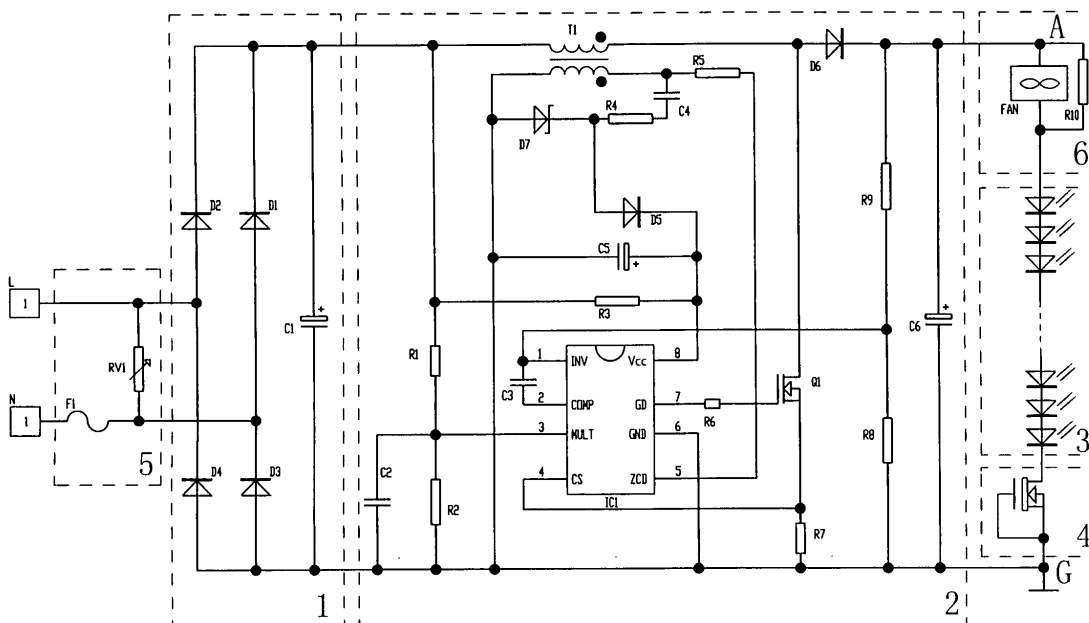 T1
A
D6
R5
FAN
R10
R4
C4
D7
6
D2
D1
D5
R9
C5
L
1
R3
C1
C6
RV1
R1
1
INV
Vcc
8
Q1
C3
N
F1
1
2
COMP
GD
7
R6
3
MULT
GND
6
R8
3
5
D4
D3
C2
4
CS
ZCD
5
R2
IC1
R7
4
G
1
2